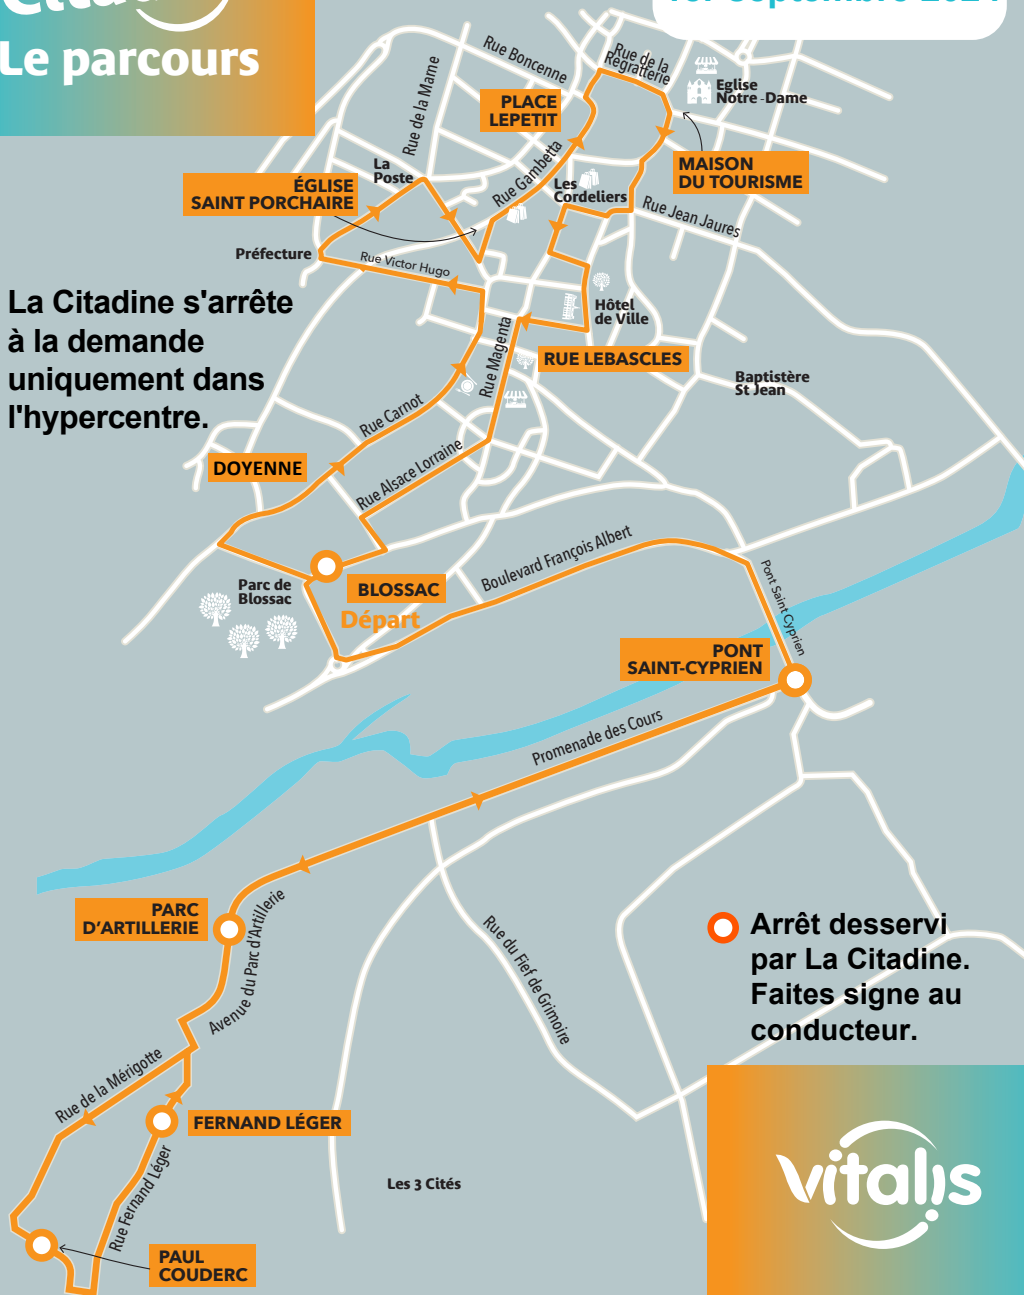 Le parcours
Rue Boncenne
Rue de la
Regratterie
Eglise
Notre-Dame
Rue de la Marne
PLACE
LEPETIT
MAISON
DU TOURISME
La
Poste
Rue Gambetta
Les
Cordeliers
ÉGLISE
SAINT PORCHAIRE
Rue Jean Jaures
Préfecture
Rue Victor Hugo
La Citadine s'arrête
à la demande
uniquement dans
l'hypercentre.
Hôtel
de Ville
Rue Magenta
RUE LEBASCLES
Baptistère
St Jean
Rue Carnot
DOYENNE
Rue Alsace Lorraine
Boulevard François Albert
Pont Saint Cyprien
Parc de
Blossac
BLOSSAC
Départ
PONT
SAINT-CYPRIEN
Promenade des Cours
PARC
D'ARTILLERIE
Avenue du Parc d'Artillerie
Rue du Fief de Grimoire
Arrêt desservi
par La Citadine.
Faites signe au
conducteur.
Rue de la Mérigotte
FERNAND LÉGER
Rue Fernand Léger
Les 3 Cités
PAUL
COUDERC
vitalis